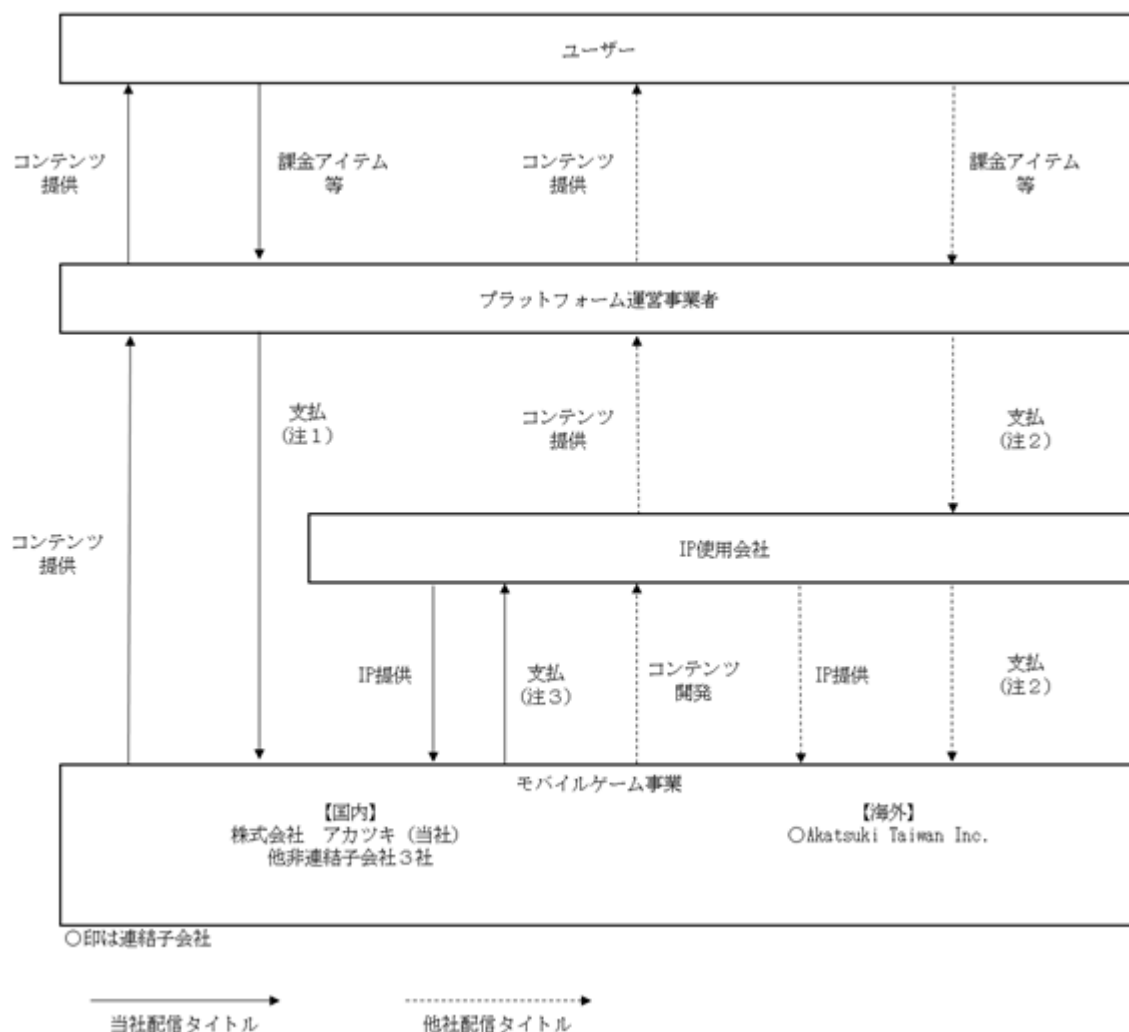 ユーザー
コンテンツ
提供
課金アイテム
等
コンテンツ
提供
課金アイテム
等
プラットフォーム運営事業者
支払
(注１)
コンテンツ
提供
支払
(注２)
コンテンツ
提供
IP使用会社
IP提供
支払
(注３)
コンテンツ
開発
IP提供
支払
(注２)
モバイルゲーム事業
【国内】
株式会社　アカツキ（当社）
他非連結子会社３社
【海外】
○Akatsuki Taiwan Inc.
○印は連結子会社
当社配信タイトル
他社配信タイトル